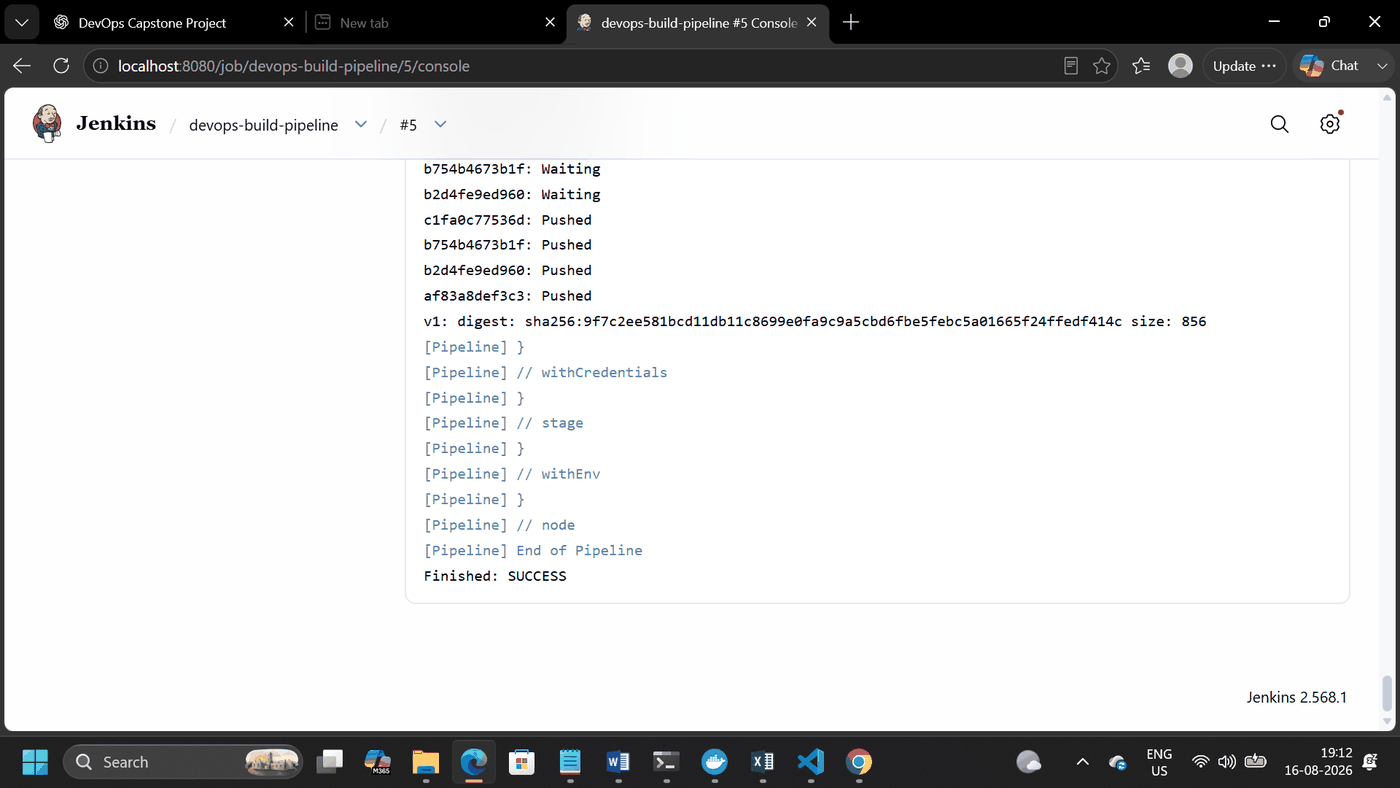 DevOps Capstone Project
New tab
devops-build-pipeline #5 Console
localhost:8080/job/devops-build-pipeline/5/console
Update
Chat
Jenkins / devops-build-pipeline / #5
b754b4673b1f: Waiting
b2d4fe9ed960: Waiting
c1fa0c77536d: Pushed
b754b4673b1f: Pushed
b2d4fe9ed960: Pushed
af83a8def3c3: Pushed
v1: digest: sha256:9f7c2ee581bcd11db11c8699e0fa9c9a5cbd6fbe5febc5a01665f24ffedf414c size: 856
[Pipeline] }
[Pipeline] // withCredentials
[Pipeline] }
[Pipeline] // stage
[Pipeline] }
[Pipeline] // withEnv
[Pipeline] }
[Pipeline] // node
[Pipeline] End of Pipeline
Finished: SUCCESS
Jenkins 2.568.1
Search
M365
ENG
US
19:12
16-08-2026